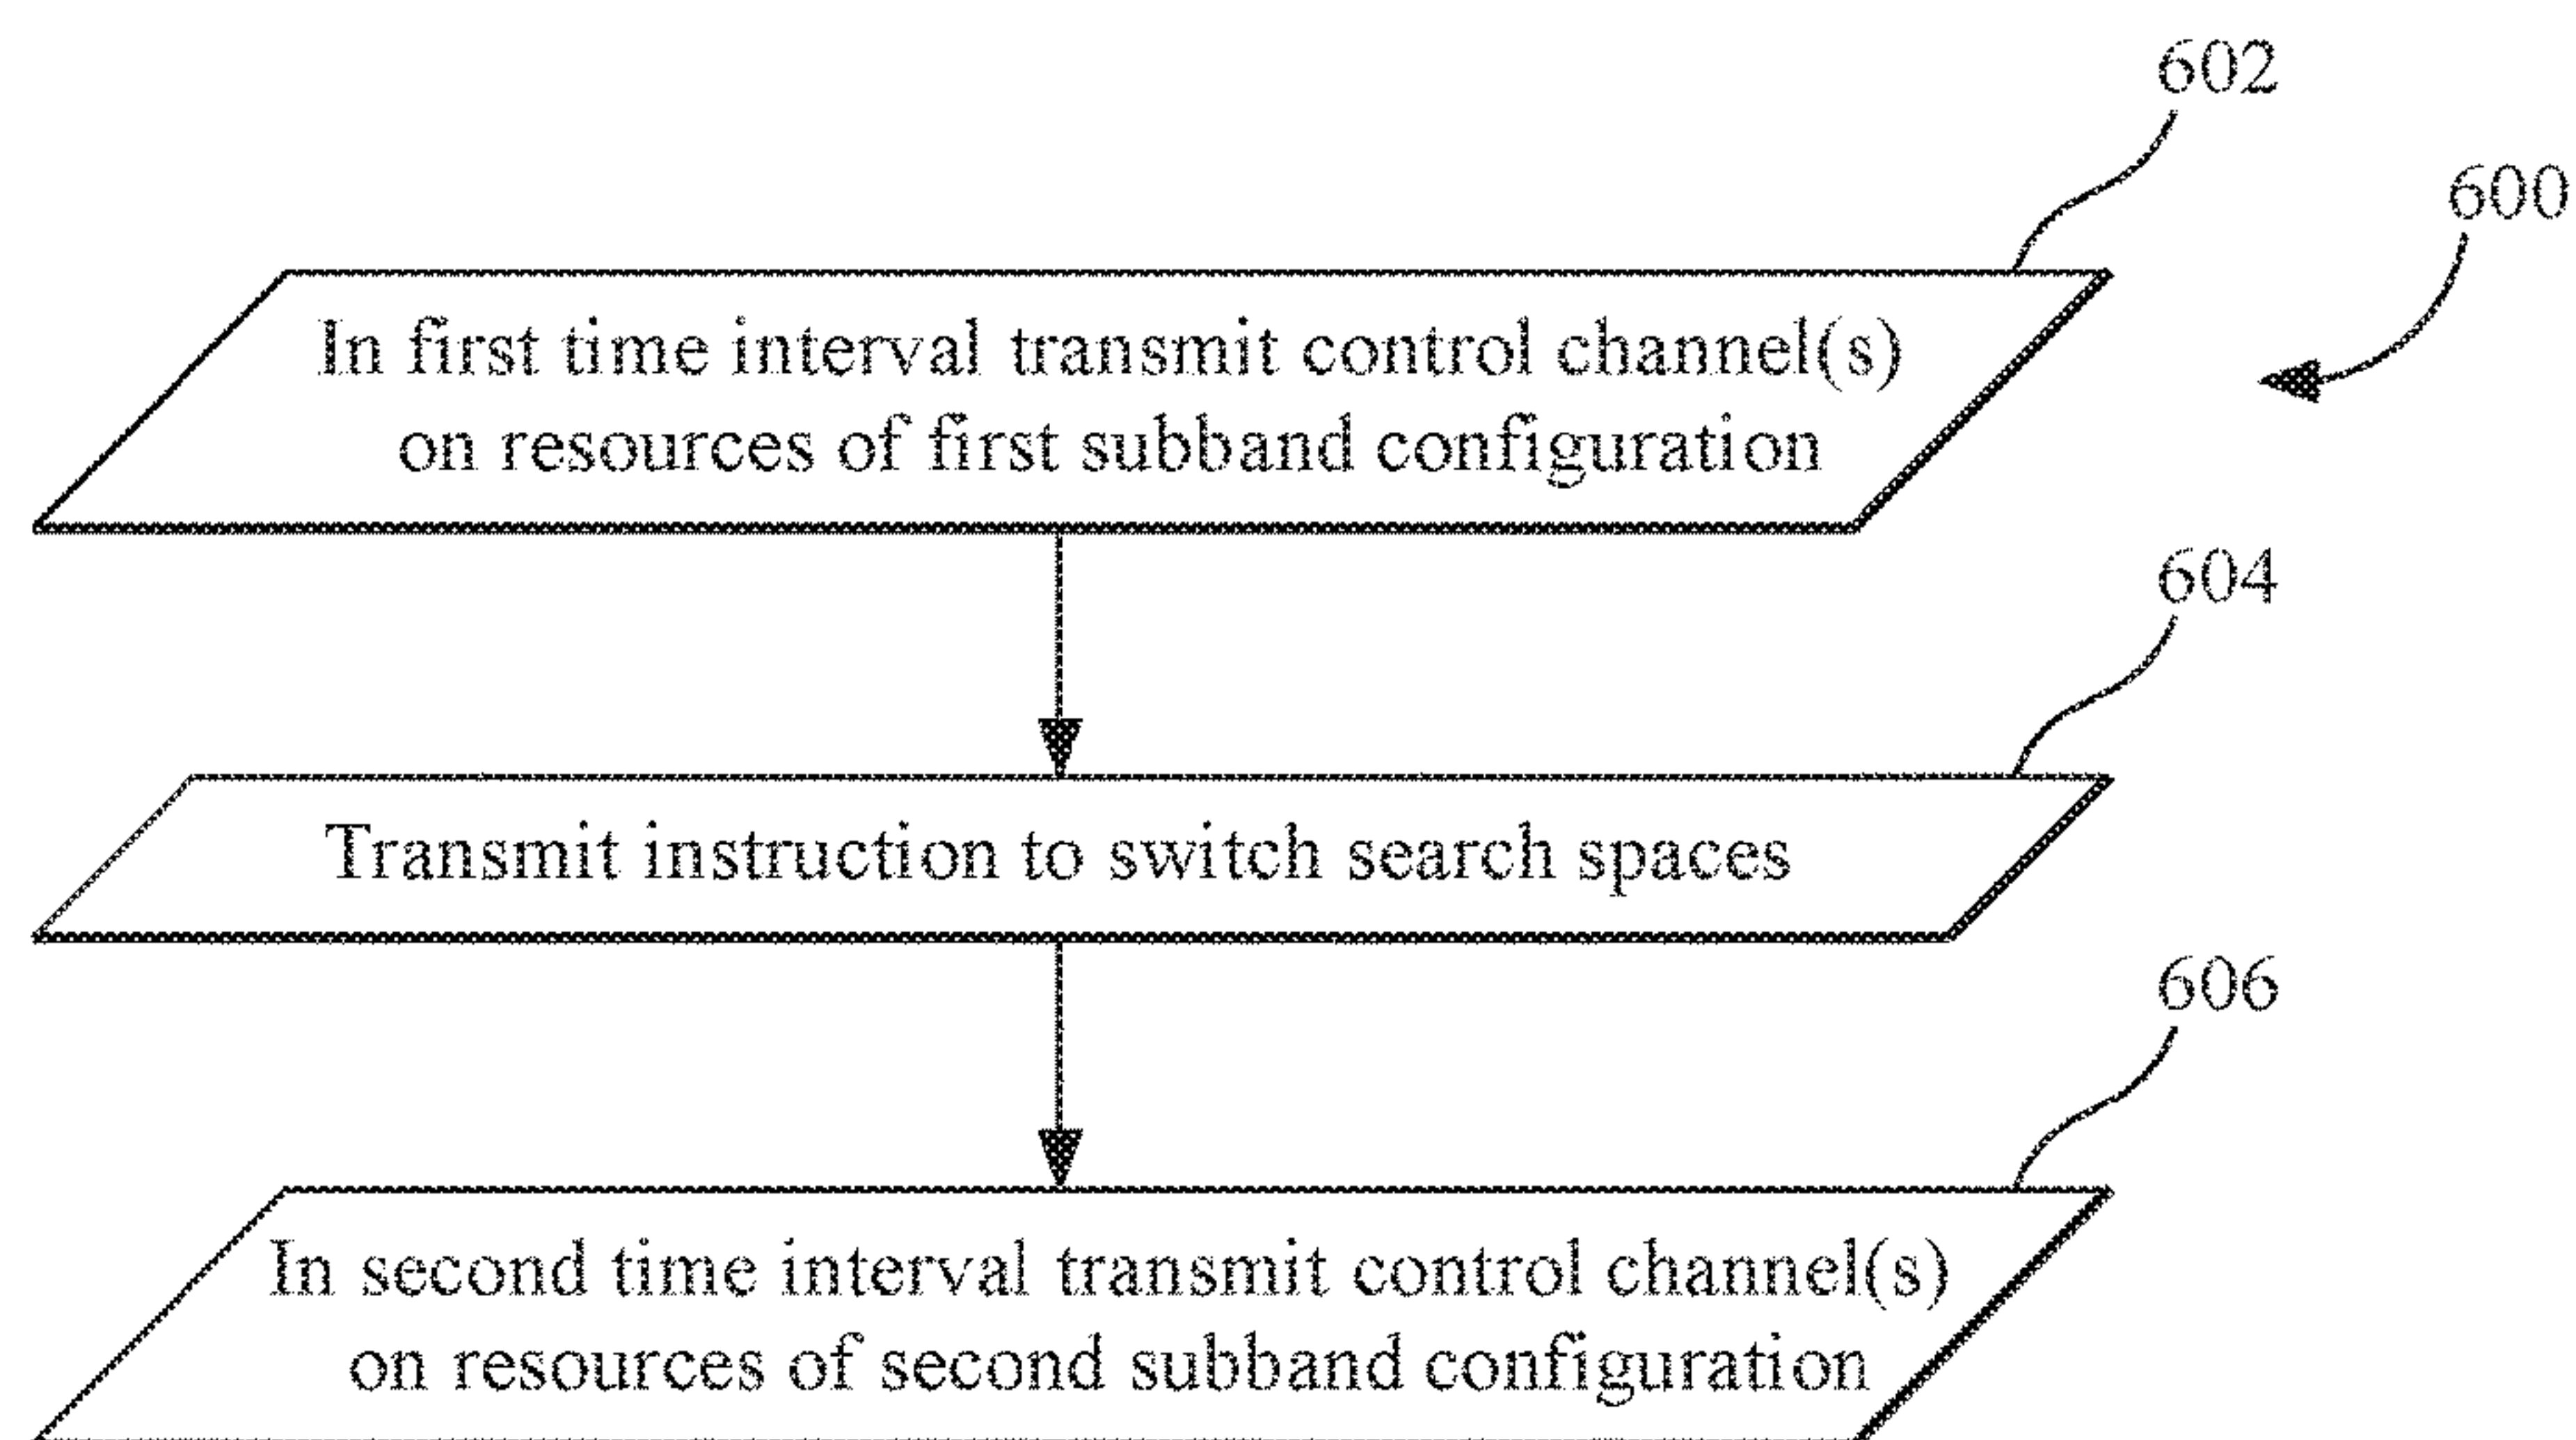 602
600
In first time interval transmit control channel(s)
on resources of first subband configuration
604
Transmit instruction to switch search spaces
606
In second time interval transmit control channel(s)
on resources of second subband configuration